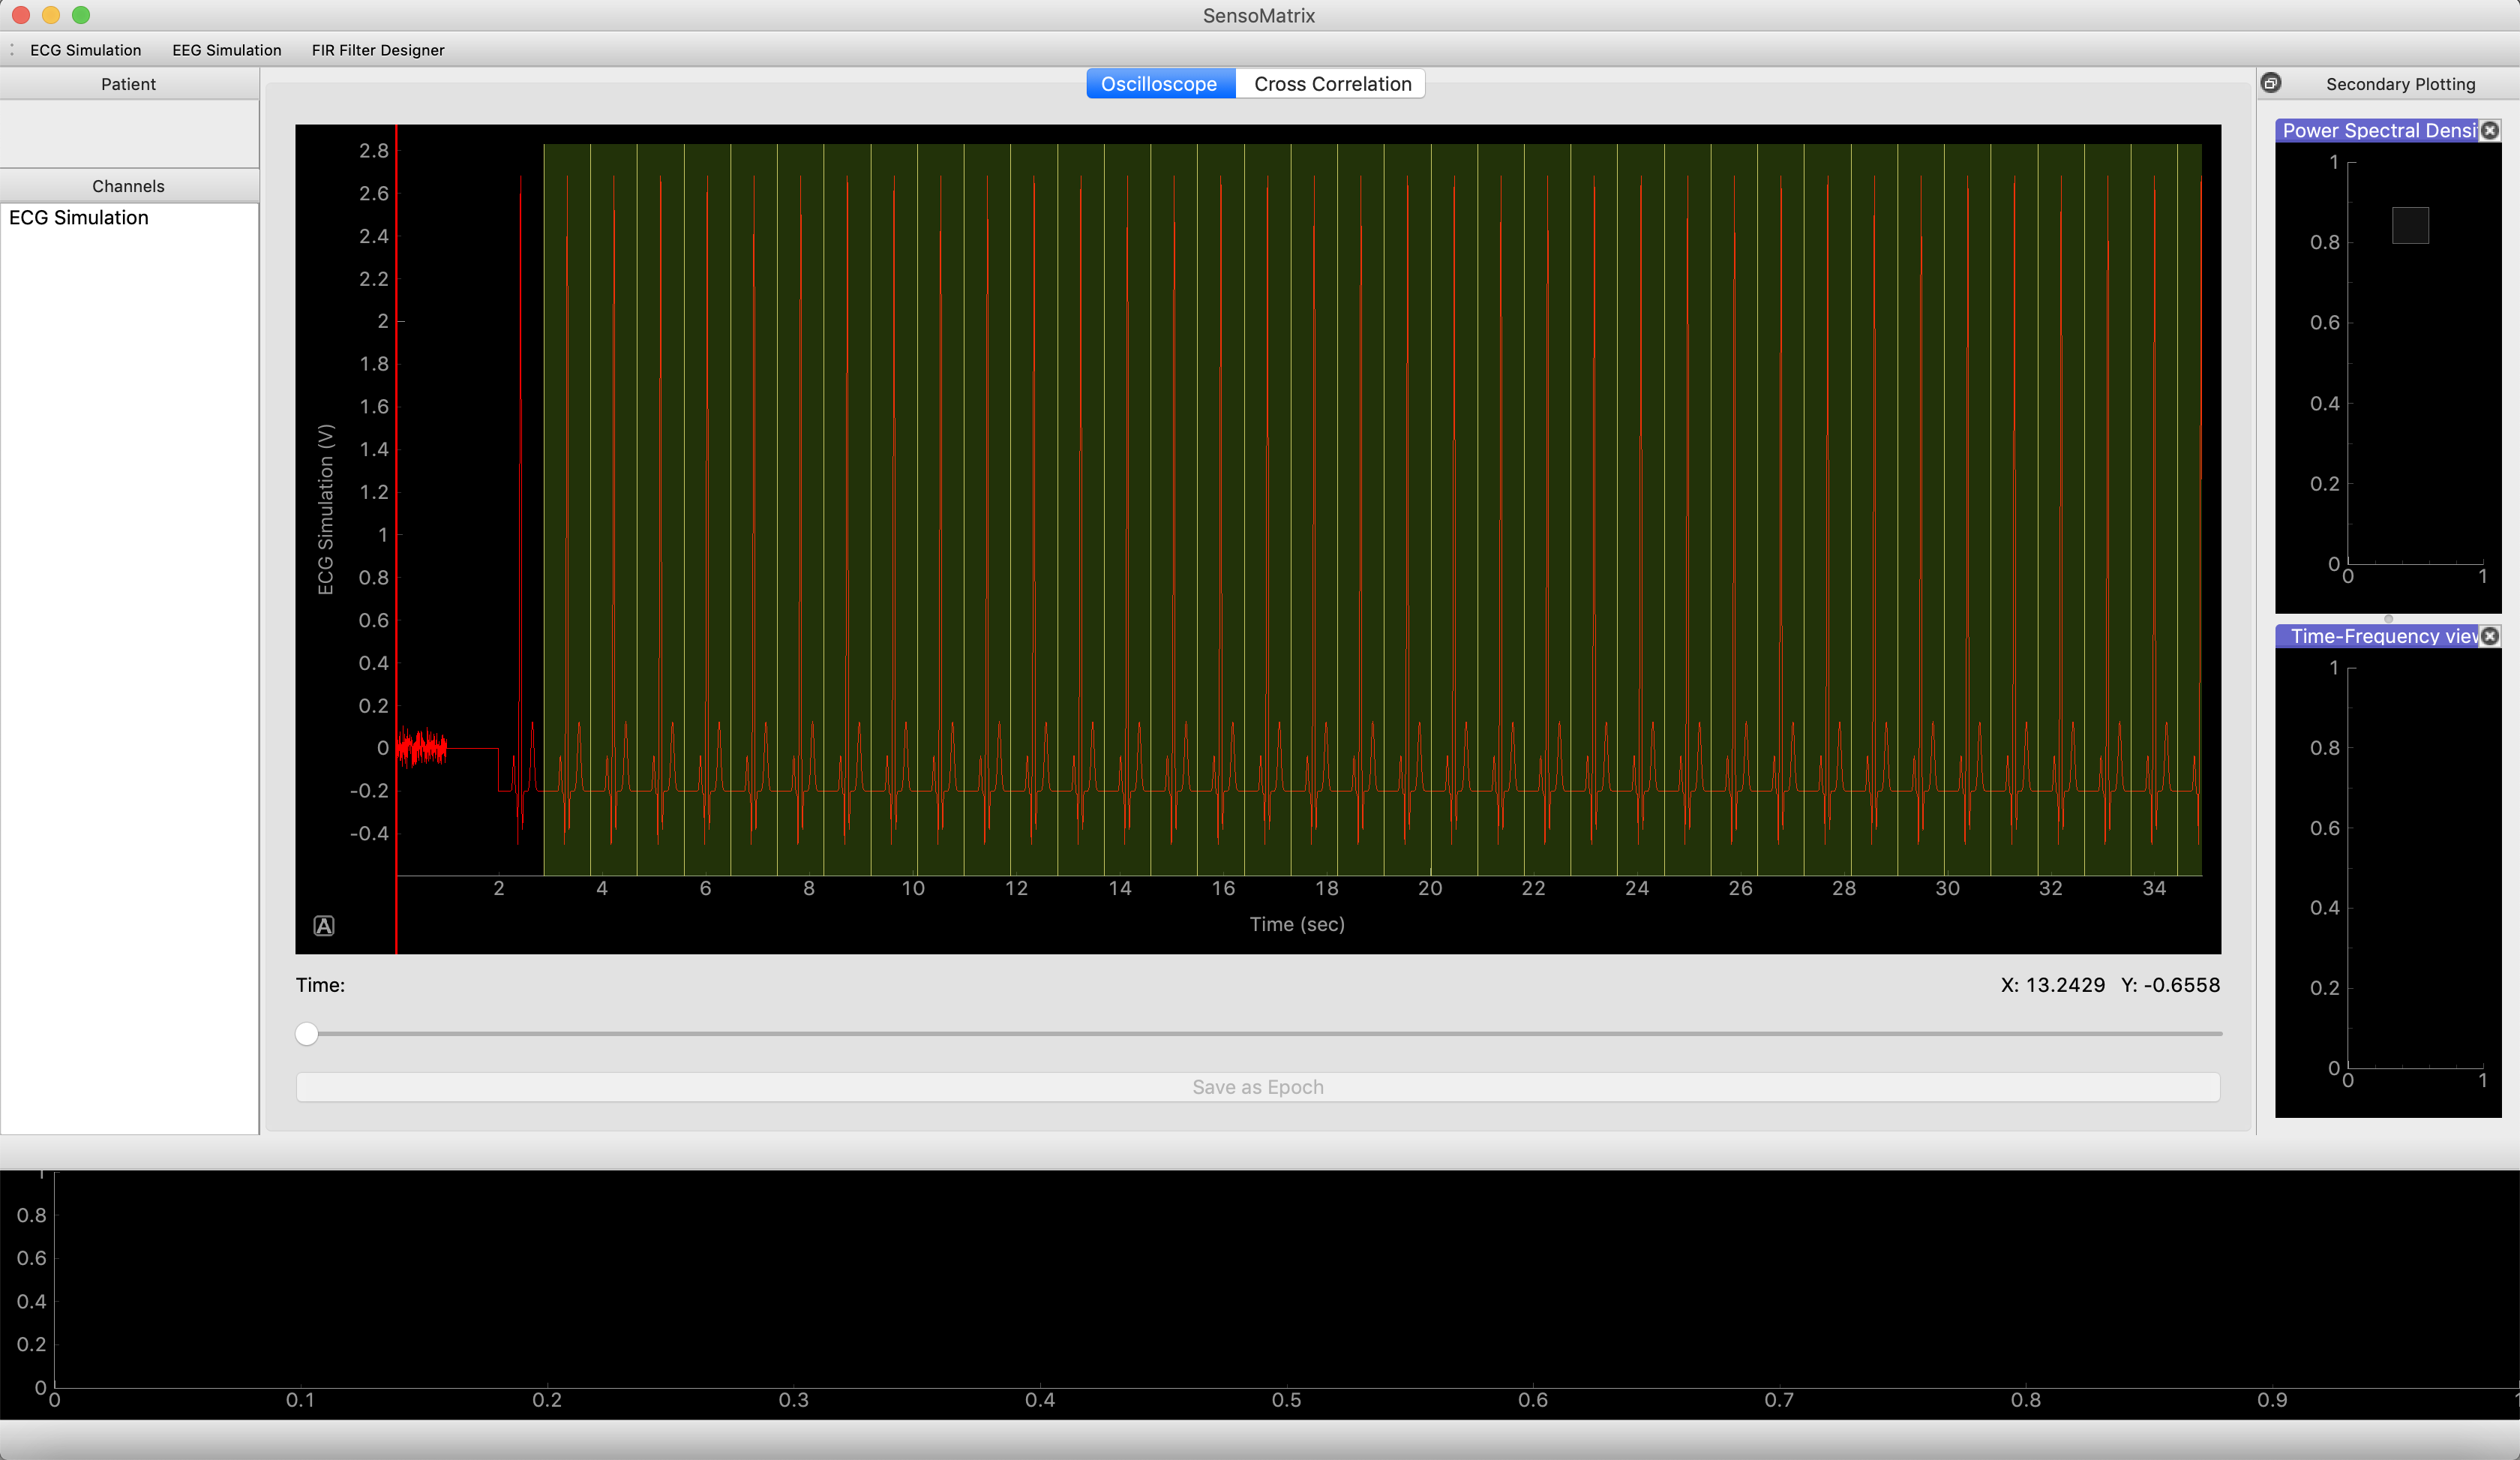 SensoMatrix
ECG Simulation EEG Simulation FIR Filter Designer
Patient
Channels
ECG Simulation
Oscilloscope Cross Correlation
ECG Simulation (V)
2.8
2.6
2.4
2.2
2
1.8
1.6
1.4
1.2
1
0.8
0.6
0.4
0.2
0
-0.2
-0.4
2 4 6 8 10 12 14 16 18 20 22 24 26 28 30 32 34
Time (sec)
A
Time:
X: 13.2429 Y: -0.6558
Save as Epoch
Secondary Plotting
Power Spectral Densi
1
0.8
0.6
0.4
0.2
0
0 1
Time-Frequency view
1
0.8
0.6
0.4
0.2
0
0 1
1
0.8
0.6
0.4
0.2
0
0 0.1 0.2 0.3 0.4 0.5 0.6 0.7 0.8 0.9 1